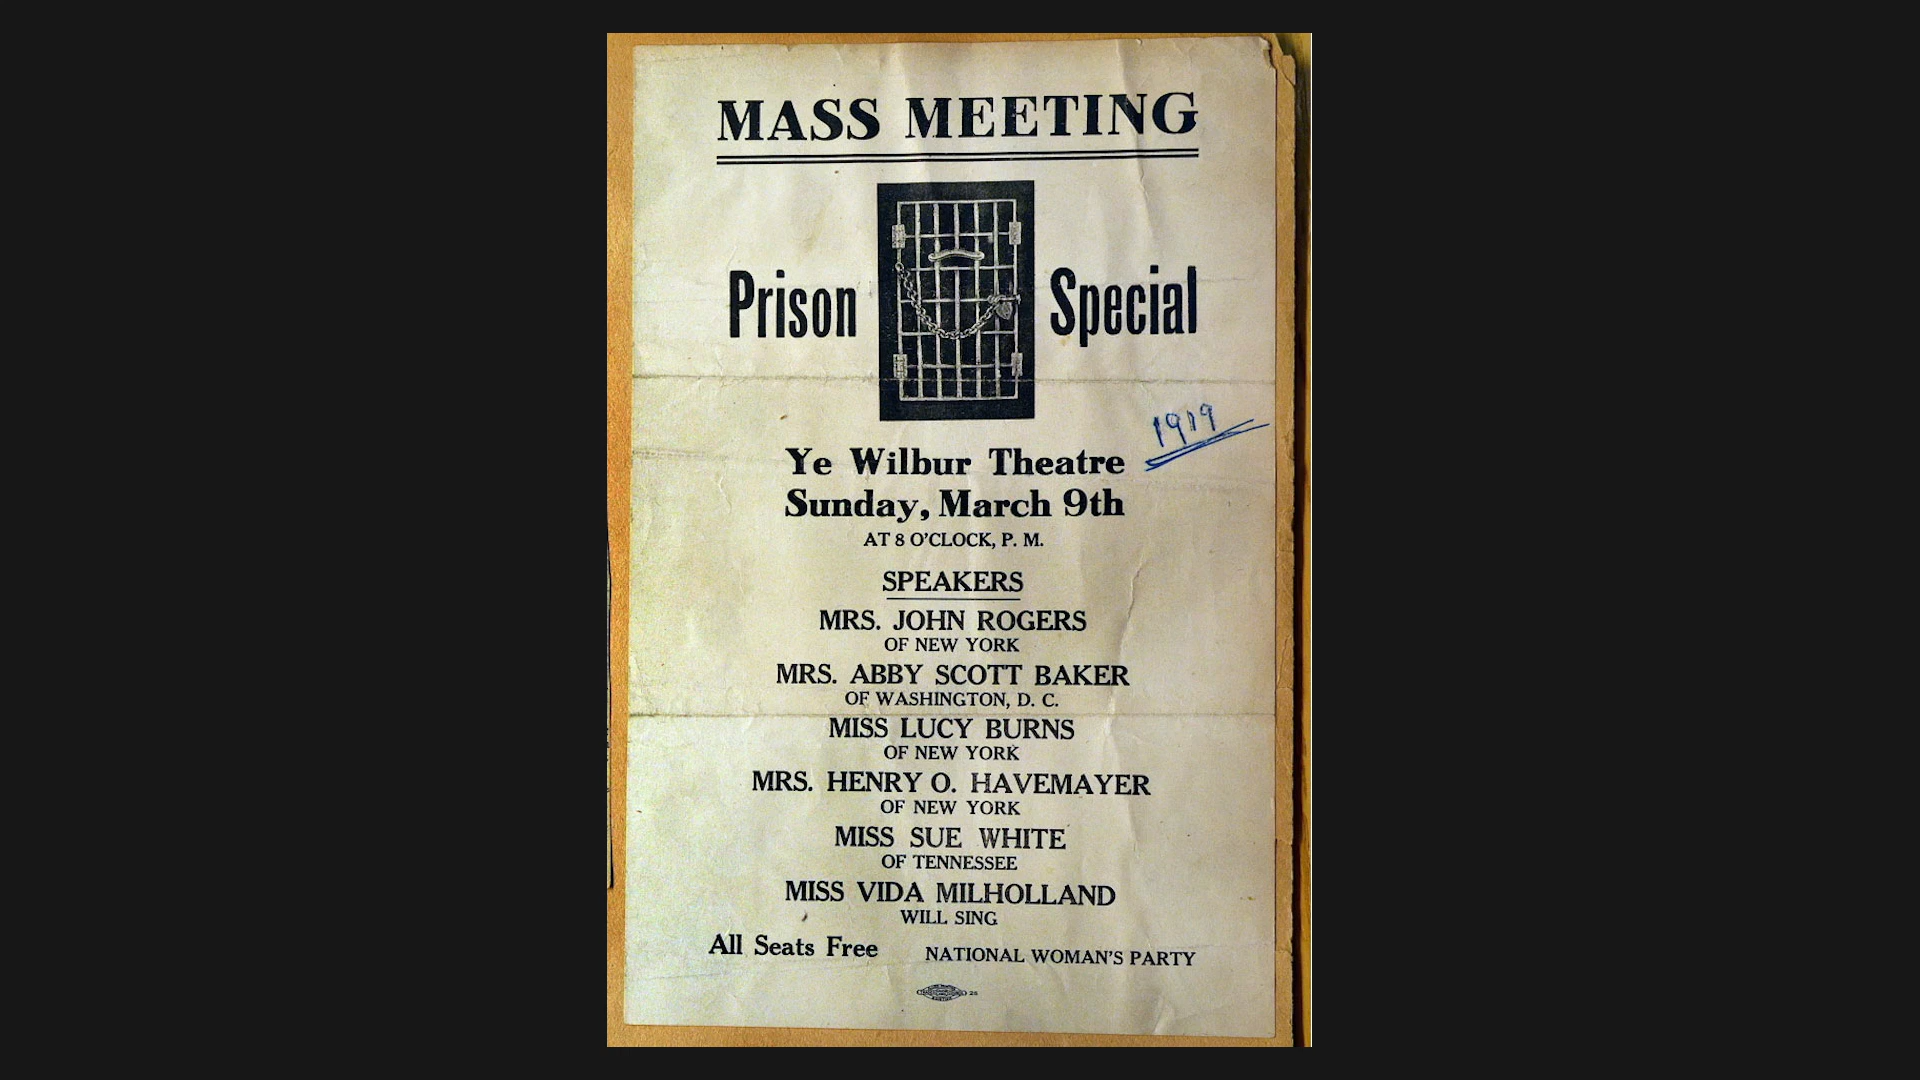 MASS MEETING
Prison Special
1919
Ye Wilbur Theatre
Sunday, March 9th
AT 8 O'CLOCK, P. M.
SPEAKERS
MRS. JOHN ROGERS
OF NEW YORK
MRS. ABBY SCOTT BAKER
OF WASHINGTON, D. C.
MISS LUCY BURNS
OF NEW YORK
MRS. HENRY O. HAVEMAYER
OF NEW YORK
MISS SUE WHITE
OF TENNESSEE
MISS VIDA MILHOLLAND
WILL SING
All Seats Free NATIONAL WOMAN'S PARTY